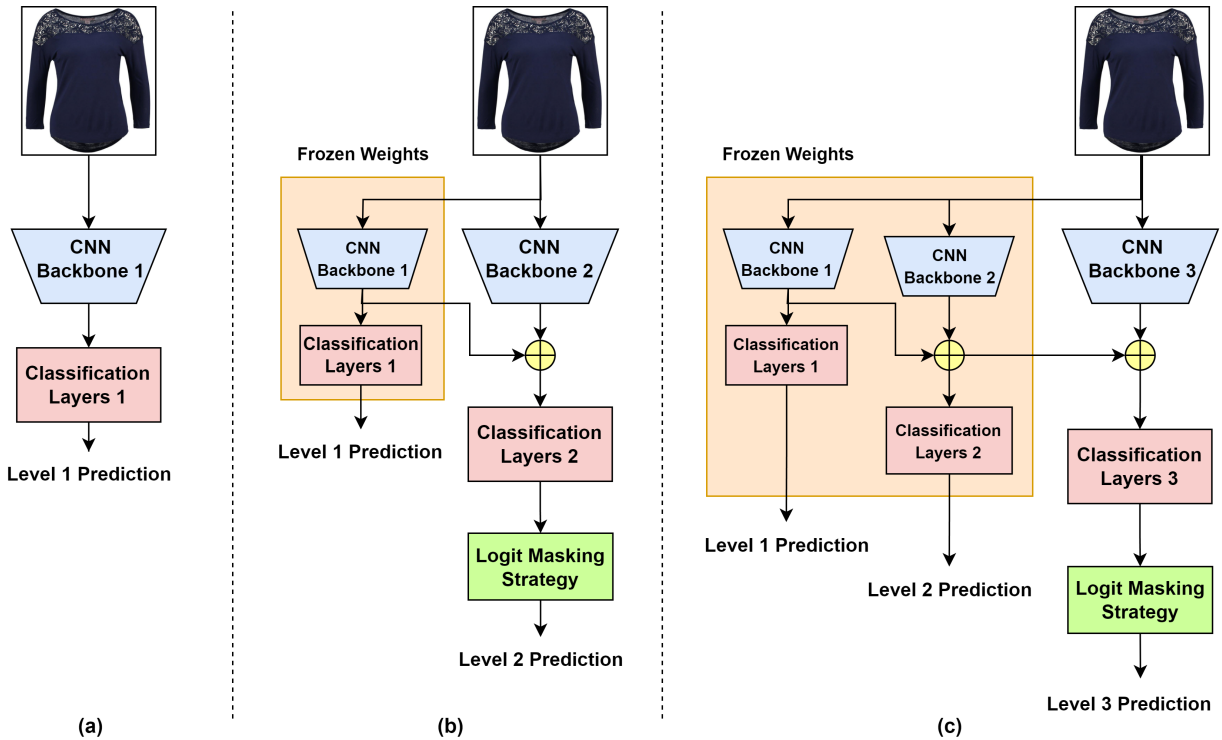 CNN
Backbone 1
Classification
Layers 1
Level 1 Prediction
(a)
Frozen Weights
CNN
Backbone 1
Classification
Layers 1
Level 1 Prediction
CNN
Backbone 2
Classification
Layers 2
Logit Masking
Strategy
Level 2 Prediction
(b)
Frozen Weights
CNN
Backbone 1
Classification
Layers 1
Level 1 Prediction
CNN
Backbone 2
Classification
Layers 2
Level 2 Prediction
CNN
Backbone 3
Classification
Layers 3
Logit Masking
Strategy
Level 3 Prediction
(c)